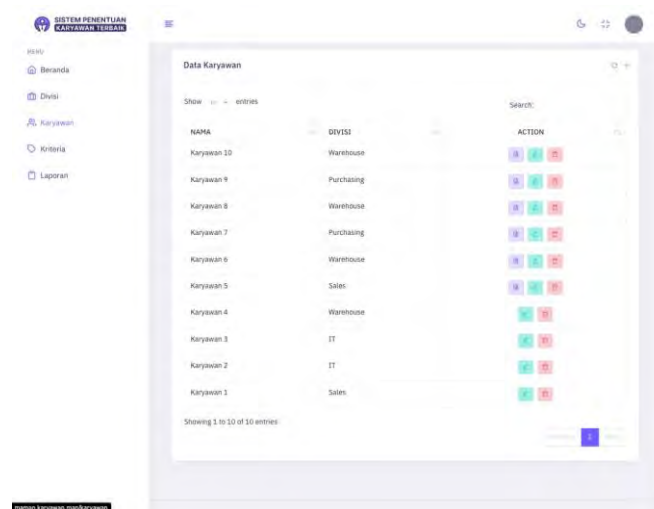 SISTEM PENENTUAN
KARYAWAN TERBAIK
MENU
Beranda
Divisi
Karyawan
Kriteria
Laporan
Data Karyawan
Show 10 entries
Search:
NAMA DIVISI ACTION
Karyawan 10 Warehouse
Karyawan 9 Purchasing
Karyawan 8 Warehouse
Karyawan 7 Purchasing
Karyawan 6 Warehouse
Karyawan 5 Sales
Karyawan 4 Warehouse
Karyawan 3 IT
Karyawan 2 IT
Karyawan 1 Sales
Showing 1 to 10 of 10 entries
1